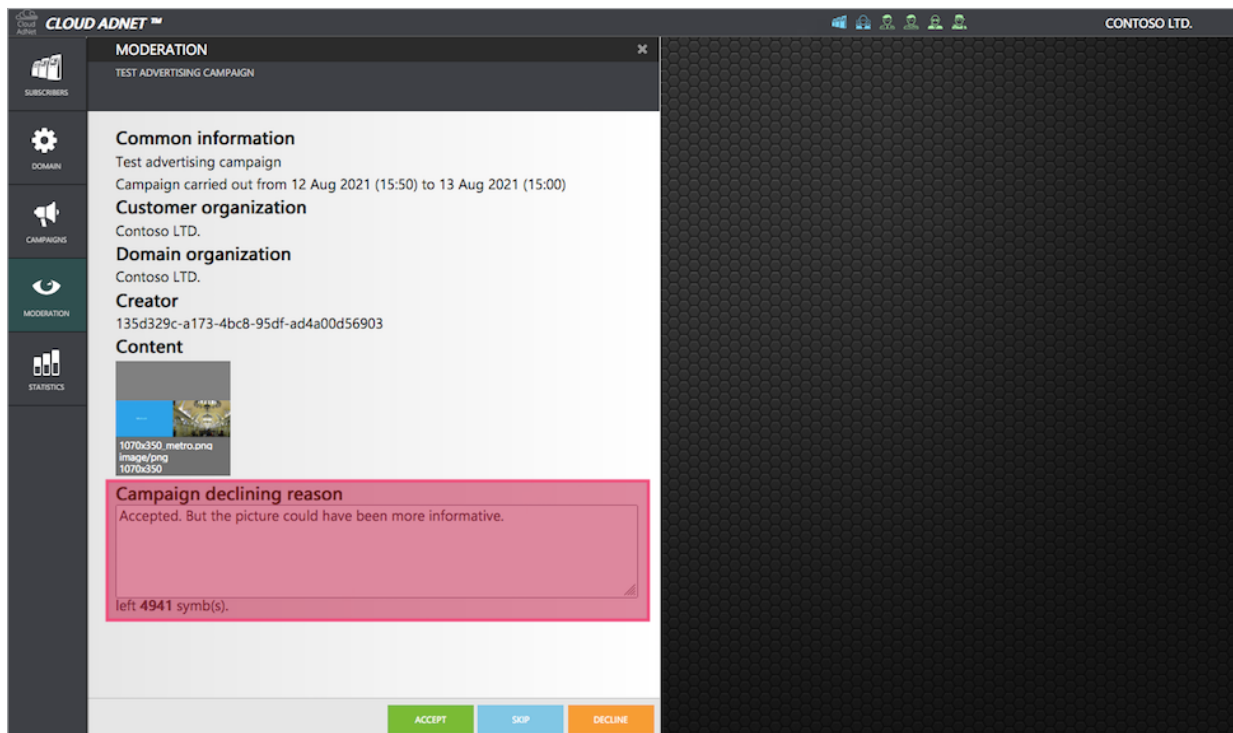 Cloud
AdNet
CLOUD ADNET ™
CONTOSO LTD.
SUBSCRIBERS
DOMAIN
CAMPAIGNS
MODERATION
STATISTICS
MODERATION
TEST ADVERTISING CAMPAIGN
Common information
Test advertising campaign
Campaign carried out from 12 Aug 2021 (15:50) to 13 Aug 2021 (15:00)
Customer organization
Contoso LTD.
Domain organization
Contoso LTD.
Creator
135d329c-a173-4bc8-95df-ad4a00d56903
Content
1070x350_metro.png
image/png
1070x350
Campaign declining reason
Accepted. But the picture could have been more informative.
left 4941 symb(s).
ACCEPT
SKIP
DECLINE